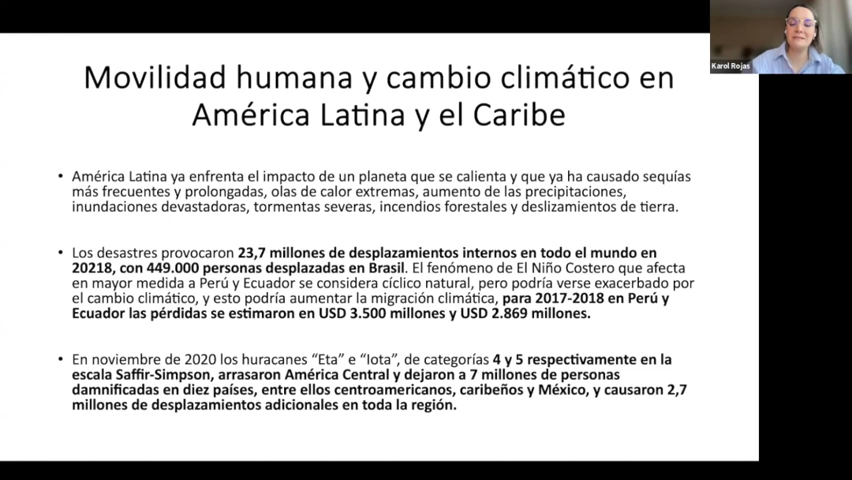 Movilidad humana y cambio climático en
América Latina y el Caribe
• América Latina ya enfrenta el impacto de un planeta que se calienta y que ya ha causado sequías
más frecuentes y prolongadas, olas de calor extremas, aumento de las precipitaciones,
inundaciones devastadoras, tormentas severas, incendios forestales y deslizamientos de tierra.
• Los desastres provocaron 23,7 millones de desplazamientos internos en todo el mundo en
20218, con 449.000 personas desplazadas en Brasil. El fenómeno de El Niño Costero que afecta
en mayor medida a Perú y Ecuador se considera cíclico natural, pero podría verse exacerbado por
el cambio climático, y esto podría aumentar la migración climática, para 2017-2018 en Perú y
Ecuador las pérdidas se estimaron en USD 3.500 millones y USD 2.869 millones.
• En noviembre de 2020 los huracanes “Eta” e “Iota”, de categorías 4 y 5 respectivamente en la
escala Saffir-Simpson, arrasaron América Central y dejaron a 7 millones de personas
damnificadas en diez países, entre ellos centroamericanos, caribeños y México, y causaron 2,7
millones de desplazamientos adicionales en toda la región.
Karol Rojas